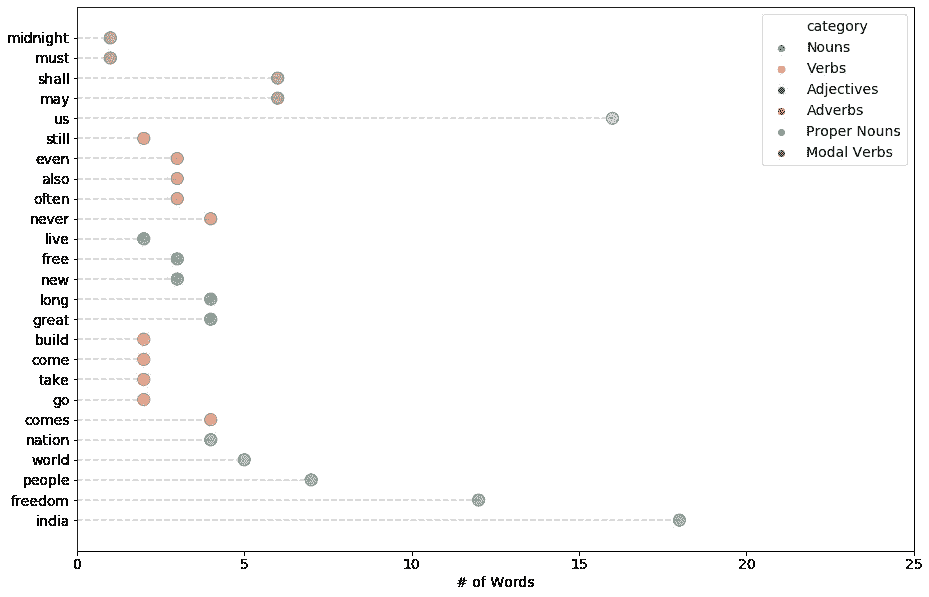 midnight
must
shall
may
us
still
even
also
often
never
live
free
new
long
great
build
come
take
go
comes
nation
world
people
freedom
india
0 5 10 15 20 25
# of Words
category
Nouns
Verbs
Adjectives
Adverbs
Proper Nouns
Modal Verbs